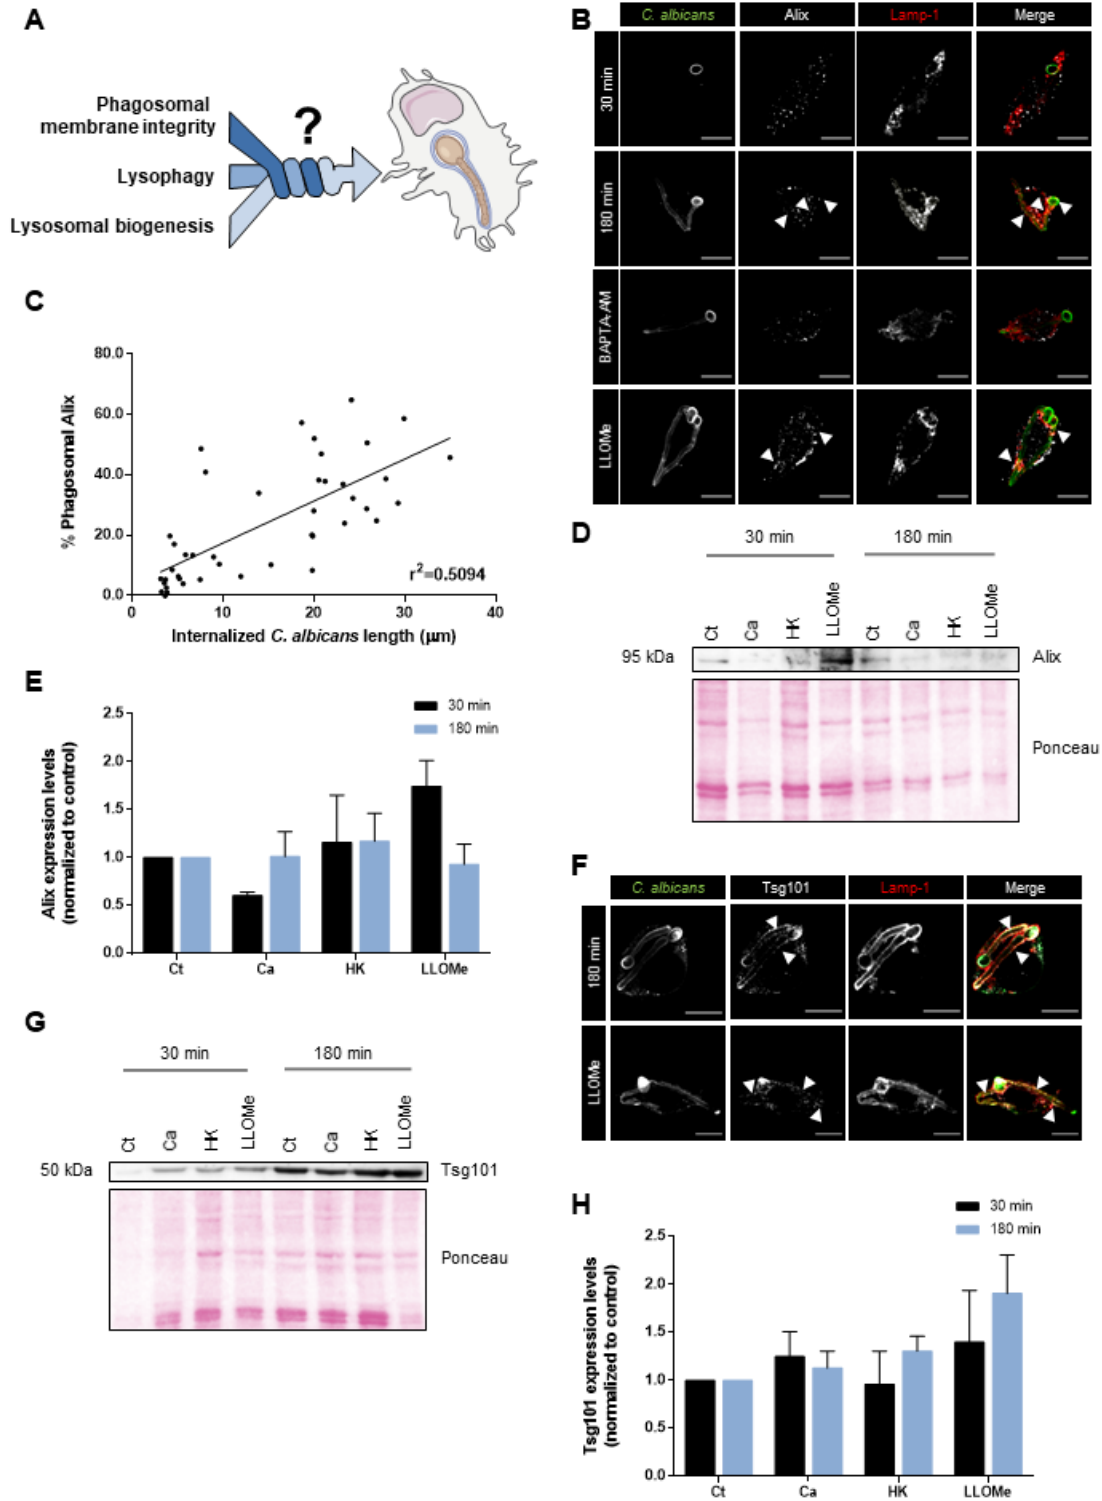 A
Phagosomal
membrane integrity
Lysophagy
Lysosomal biogenesis
?
B
C. albicans
Alix
Lamp-1
Merge
30 min
180 min
BAPTA-AM
LLOMe
C
80.0
60.0
40.0
20.0
0.0
% Phagosomal Alix
0
10
20
30
40
r²=0.5094
Internalized C. albicans length (μm)
D
30 min
180 min
Ct
Ca
HK
LLOMe
Ct
Ca
HK
LLOMe
95 kDa
Alix
Ponceau
E
30 min
180 min
2.5
2.0
1.5
1.0
0.5
0.0
Alix expression levels
(normalized to control)
Ct
Ca
HK
LLOMe
F
C. albicans
Tsg101
Lamp-1
Merge
180 min
LLOMe
G
30 min
180 min
Ct
Ca
HK
LLOMe
Ct
Ca
HK
LLOMe
50 kDa
Tsg101
Ponceau
H
30 min
180 min
2.5
2.0
1.5
1.0
0.5
0.0
Tsg101 expression levels
(normalized to control)
Ct
Ca
HK
LLOMe